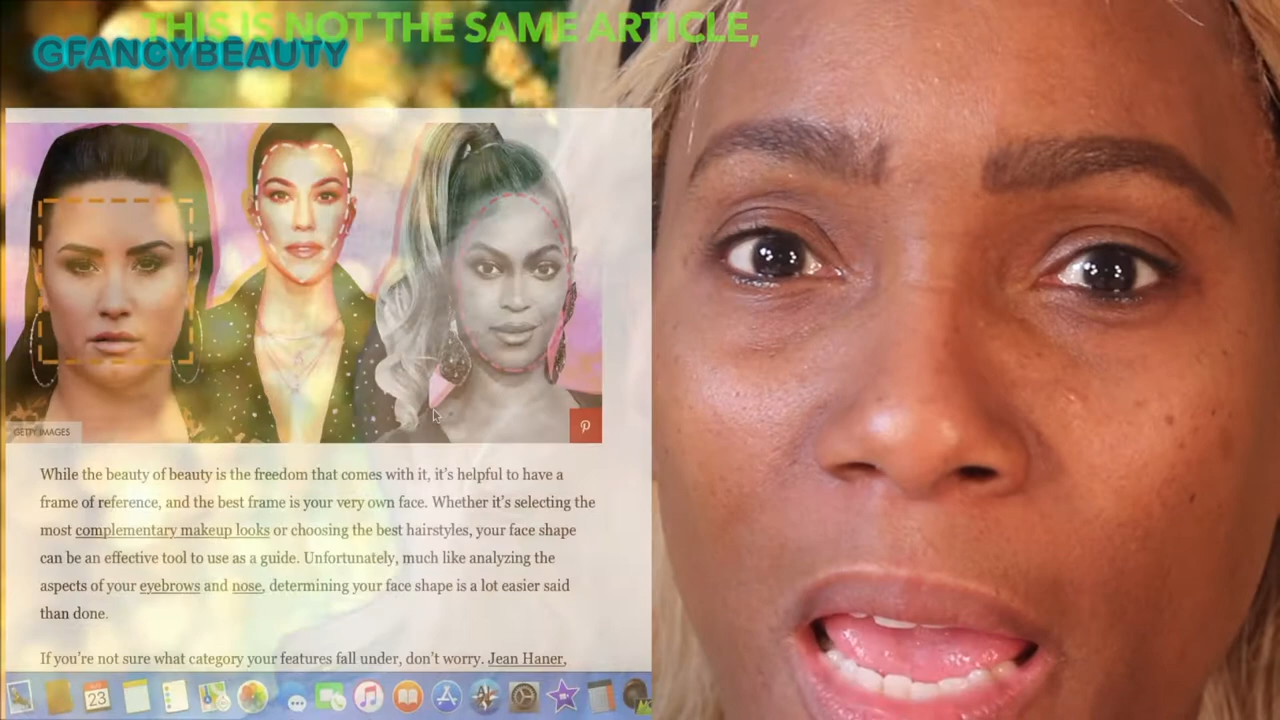 THIS IS NOT THE SAME ARTICLE,
GFANCYBEAUTY
GETTY IMAGES
While the beauty of beauty is the freedom that comes with it, it's helpful to have a
frame of reference, and the best frame is your very own face. Whether it's selecting the
most complementary makeup looks or choosing the best hairstyles, your face shape
can be an effective tool to use as a guide. Unfortunately, much like analyzing the
aspects of your eyebrows and nose, determining your face shape is a lot easier said
than done.
If you're not sure what category your features fall under, don't worry. Jean Haner,
23